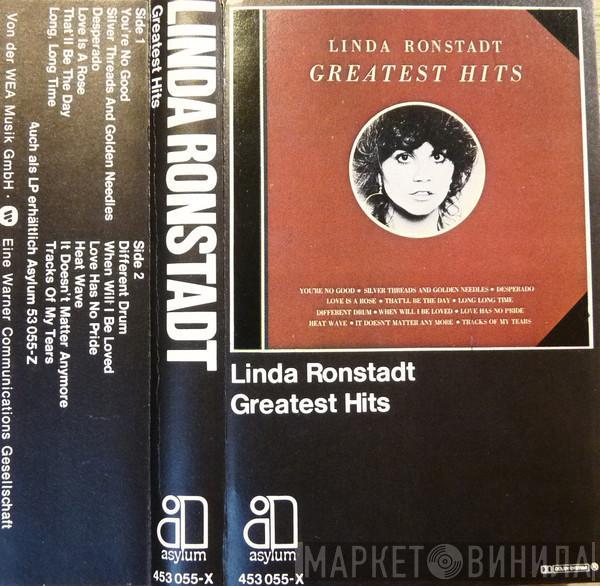 Side 1
You're No Good
Silver Threads And Golden Needles
Desperado
Love Is A Rose
That'll Be The Day
Long, Long Time
Side 2
Different Drum
When Will I Be Loved
Love Has No Pride
Heat Wave
It Doesn't Matter Anymore
Tracks Of My Tears
Auch als LP erhältlich Asylum 53 055-Z
Von der WEA Musik GmbH · Eine Warner Communications Gesellschaft
Greatest Hits
LINDA RONSTADT
asylum
453 055-X
LINDA RONSTADT
GREATEST HITS
YOU'RE NO GOOD • SILVER THREADS AND GOLDEN NEEDLES • DESPERADO
LOVE IS A ROSE • THAT'LL BE THE DAY • LONG LONG TIME
DIFFERENT DRUM • WHEN WILL I BE LOVED • LOVE HAS NO PRIDE
HEAT WAVE • IT DOESN'T MATTER ANY MORE • TRACKS OF MY TEARS
Linda Ronstadt
Greatest Hits
asylum
453 055-X
DOLBY SYSTEM
МАРКЕТ ВИНИЛА